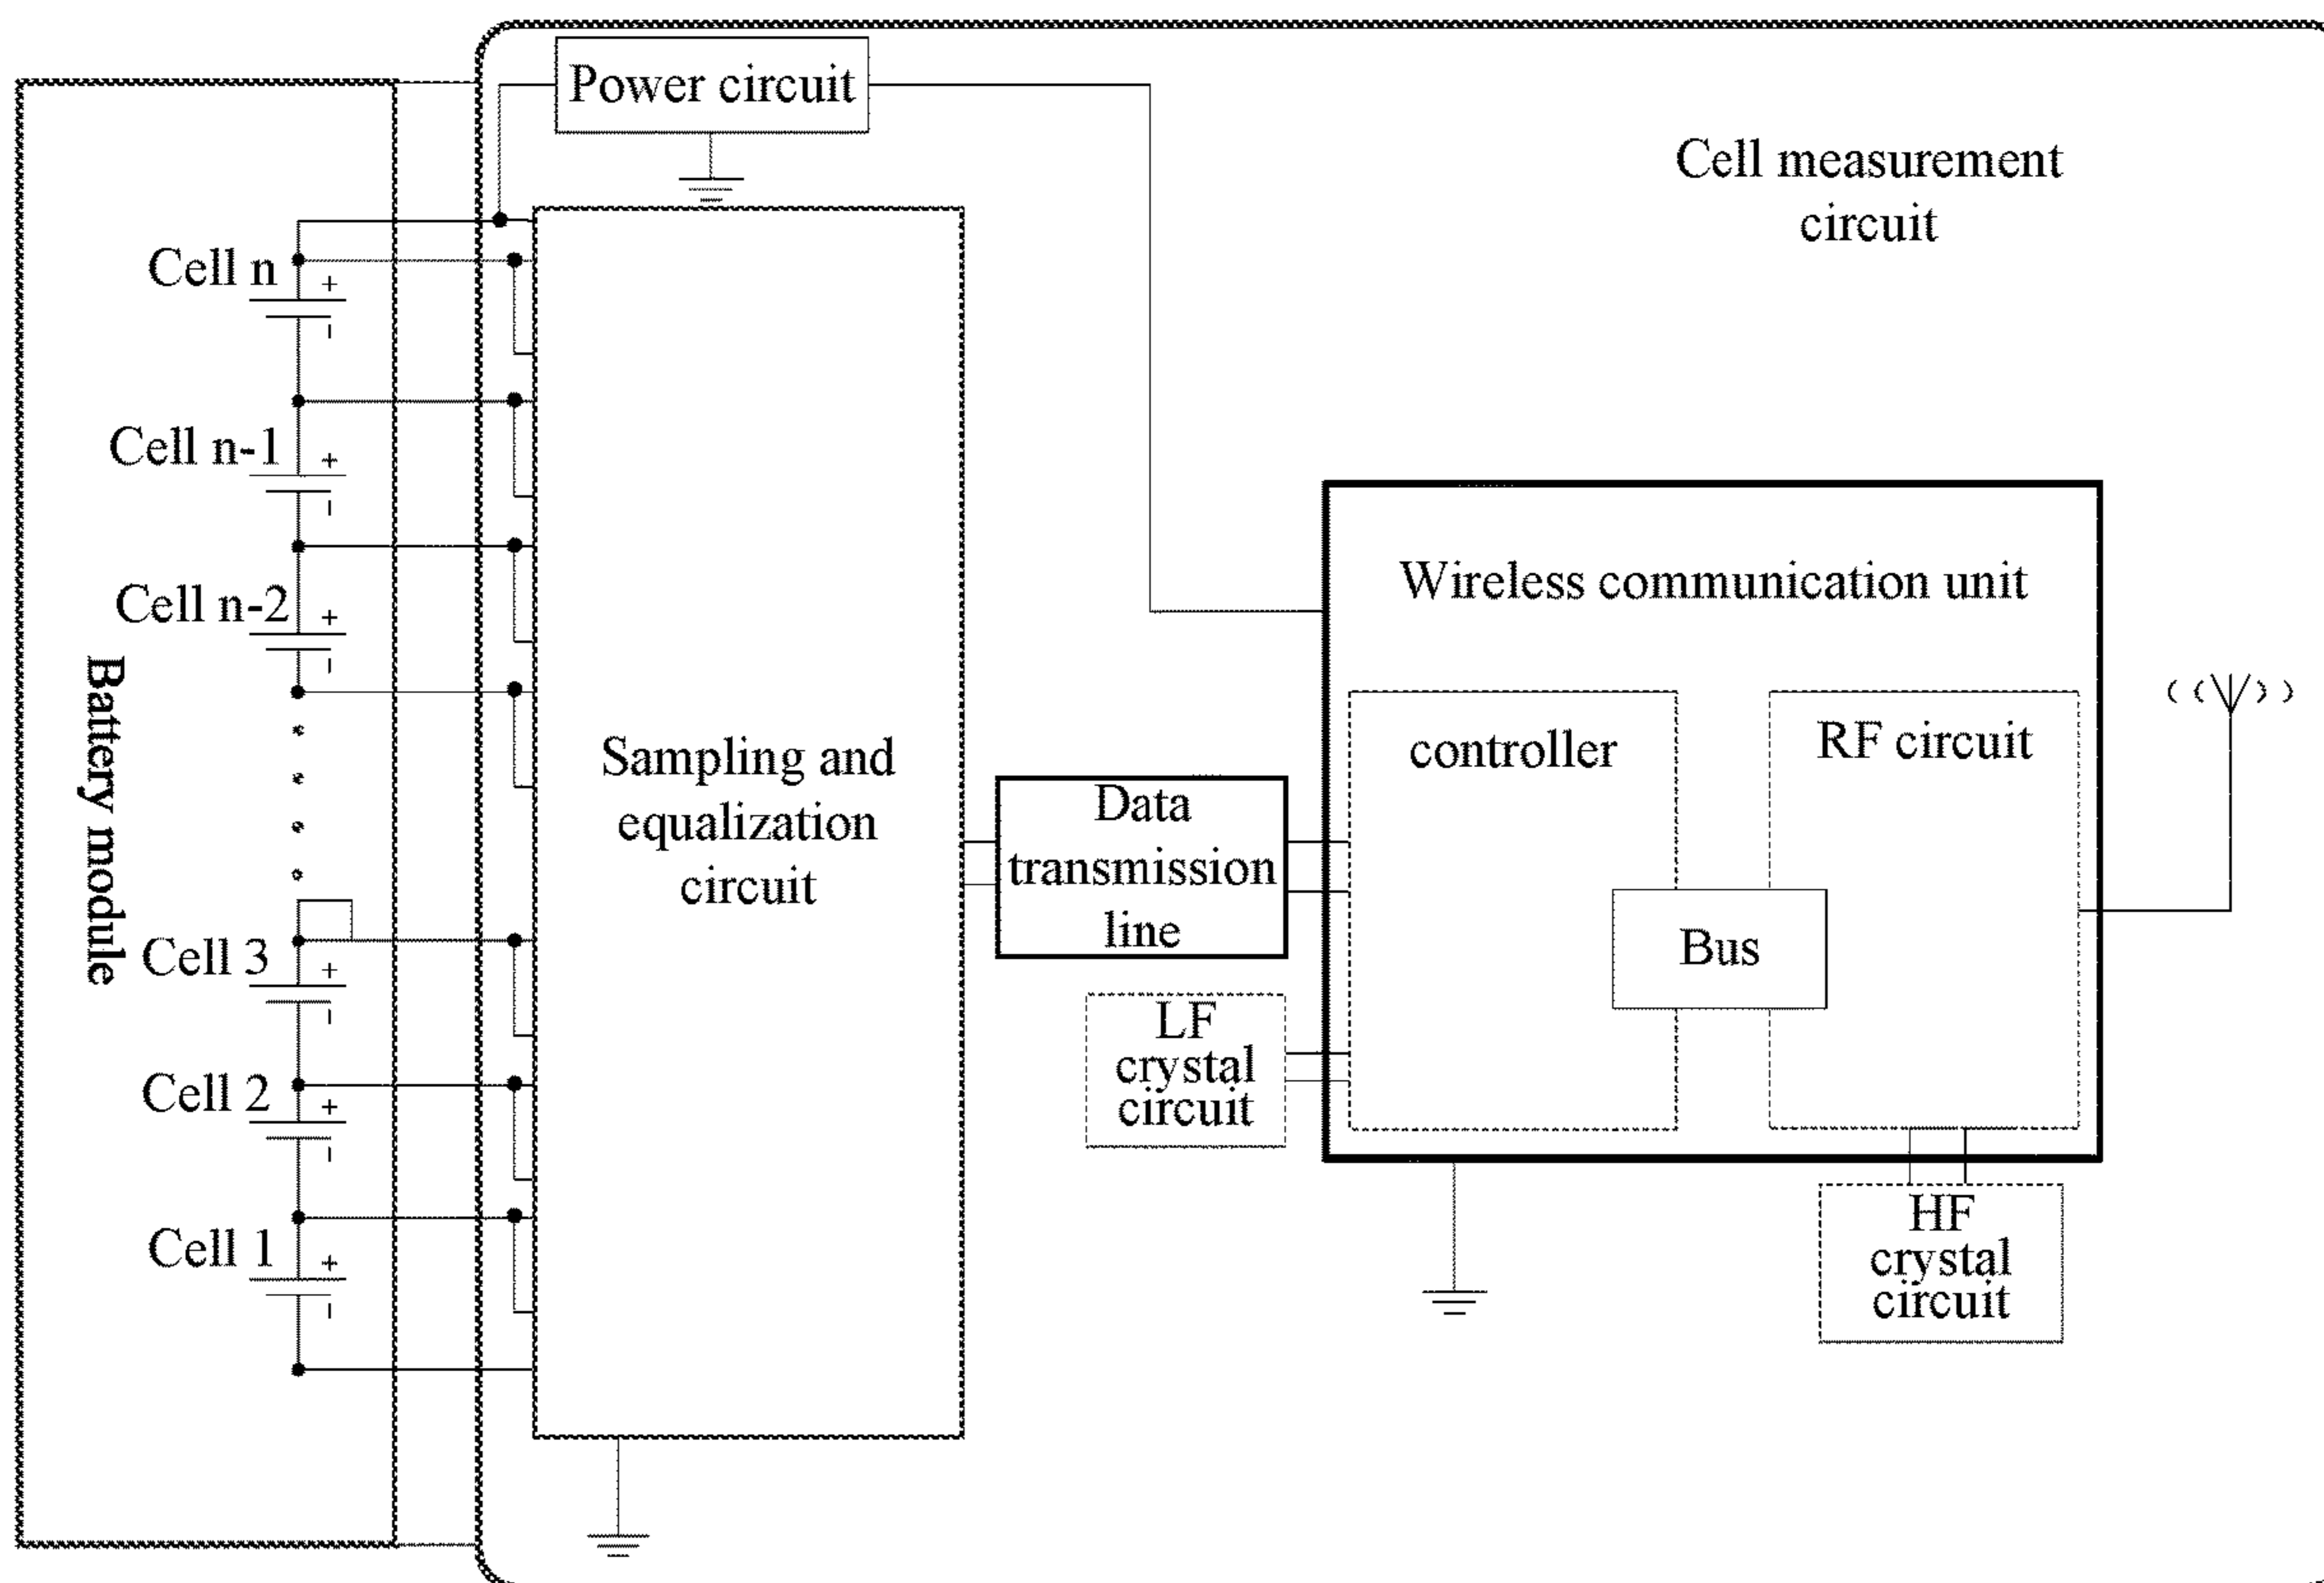 Power circuit
Cell measurement
circuit
Cell n
Cell n-1
Cell n-2
Battery module
Cell 3
Cell 2
Cell 1
Sampling and
equalization
circuit
Data
transmission
line
LF
crystal
circuit
Wireless communication unit
controller
RF circuit
Bus
HF
crystal
circuit